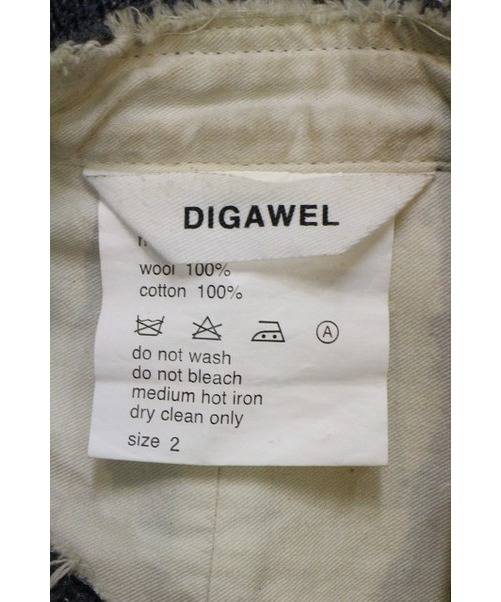 DIGAWEL
wool 100%
cotton 100%
A
do not wash
do not bleach
medium hot iron
dry clean only
size 2